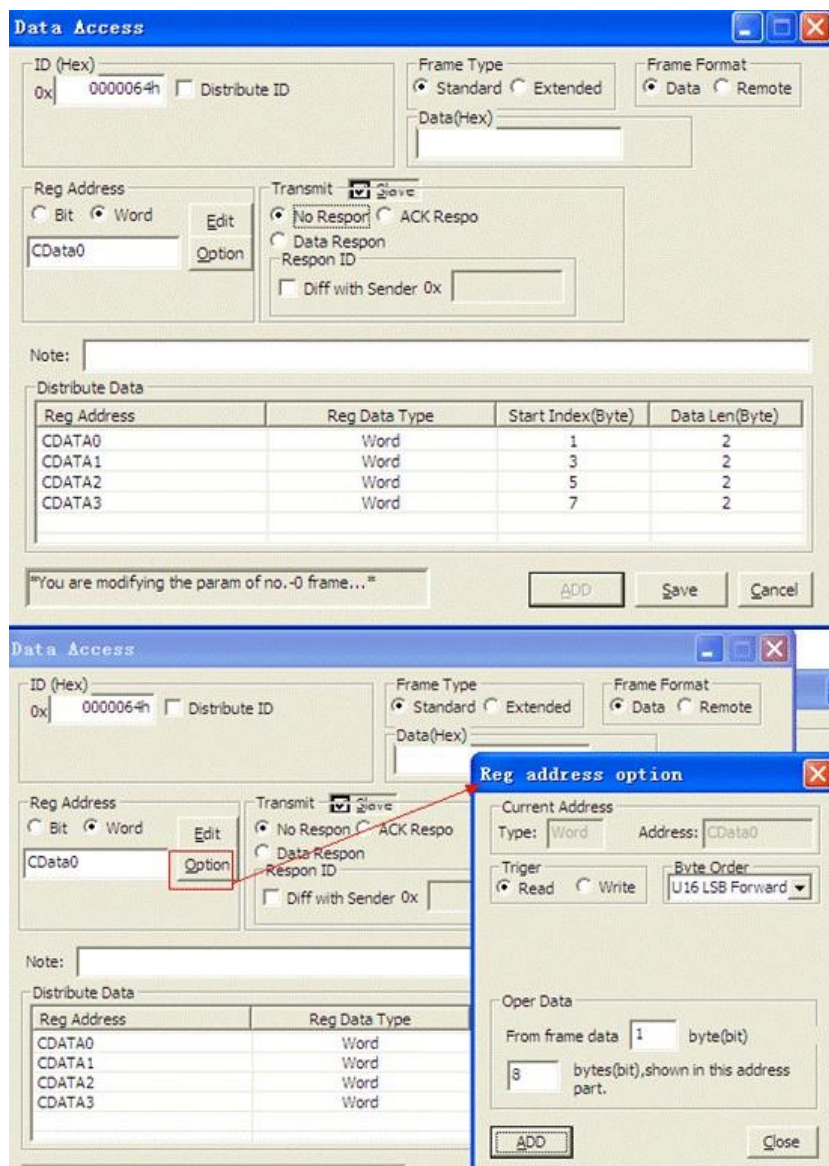 Data Access
ID (Hex)
0x 0000064h Distribute ID
Frame Type
Standard Extended
Frame Format
Data Remote
Data(Hex)
Reg Address
Bit Word
Edit
CData0
Option
Transmit Slave
No Respon ACK Respo
Data Respon
Respon ID
Diff with Sender 0x
Note:
Distribute Data
Reg Address Reg Data Type Start Index(Byte) Data Len(Byte)
CDATA0 Word 1 2
CDATA1 Word 3 2
CDATA2 Word 5 2
CDATA3 Word 7 2
"You are modifying the param of no.-0 frame..."
ADD Save Cancel
Data Access
ID (Hex)
0x 0000064h Distribute ID
Frame Type
Standard Extended
Frame Format
Data Remote
Data(Hex)
Reg Address
Bit Word
Edit
CData0
Option
Transmit Slave
No Respon ACK Respo
Data Respon
Respon ID
Diff with Sender 0x
Note:
Distribute Data
Reg Address Reg Data Type
CDATA0 Word
CDATA1 Word
CDATA2 Word
CDATA3 Word
Reg address option
Current Address
Type: Word Address: CData0
Triger
Read Write
Byte Order
U16 LSB Forward
Oper Data
From frame data 1 byte(bit)
8 bytes(bit),shown in this address
part.
ADD Close